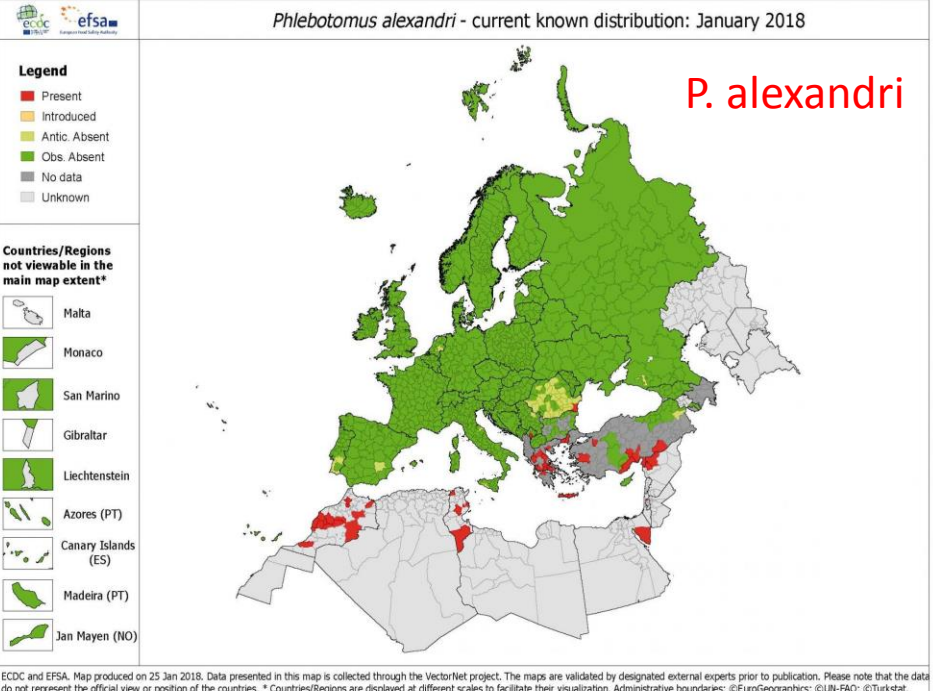 ecdc
efsa
European Food Safety Authority
Phlebotomus alexandri - current known distribution: January 2018
P. alexandri
Legend
Present
Introduced
Antic. Absent
Obs. Absent
No data
Unknown
Countries/Regions
not viewable in the
main map extent*
Malta
Monaco
San Marino
Gibraltar
Liechtenstein
Azores (PT)
Canary Islands
(ES)
Madeira (PT)
Jan Mayen (NO)
ECDC and EFSA. Map produced on 25 Jan 2018. Data presented in this map is collected through the VectorNet project. The maps are validated by designated external experts prior to publication. Please note that the data
do not represent the official view or position of the countries. * Countries/Regions are displayed at different scales to facilitate their visualization. Administrative boundaries: ©EuroGeographics; ©UN-FAO; ©Turkstat.